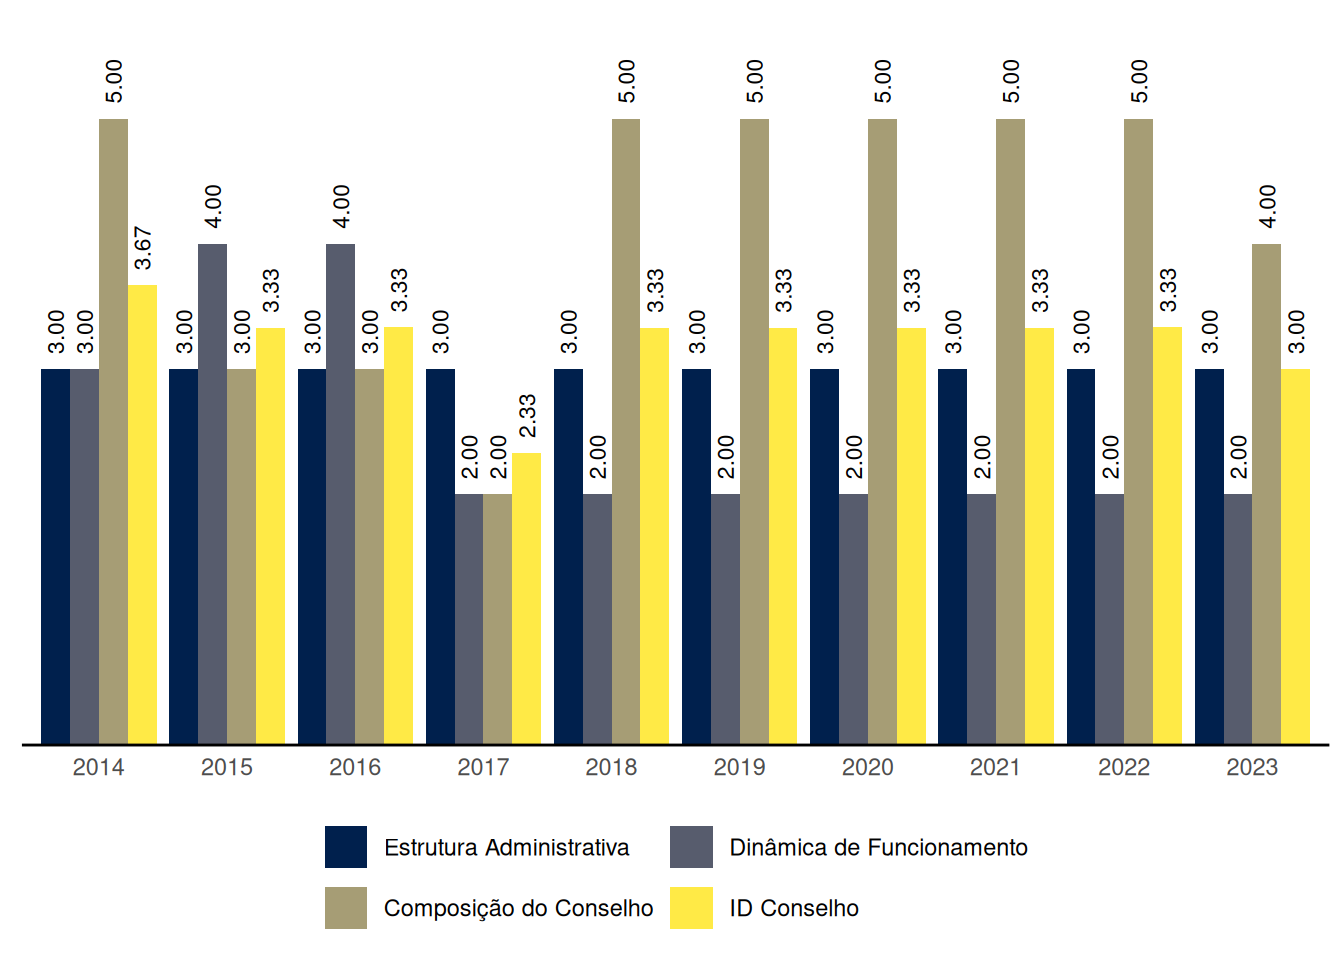 3.00 3.00 5.00 3.67
3.00 4.00 3.00 3.33
3.00 4.00 3.00 3.33
3.00 2.00 2.00 2.33
3.00 2.00 5.00 3.33
3.00 2.00 5.00 3.33
3.00 2.00 5.00 3.33
3.00 2.00 5.00 3.33
3.00 2.00 5.00 3.33
3.00 2.00 4.00 3.00
2014 2015 2016 2017 2018 2019 2020 2021 2022 2023
Estrutura Administrativa Dinâmica de Funcionamento
Composição do Conselho ID Conselho